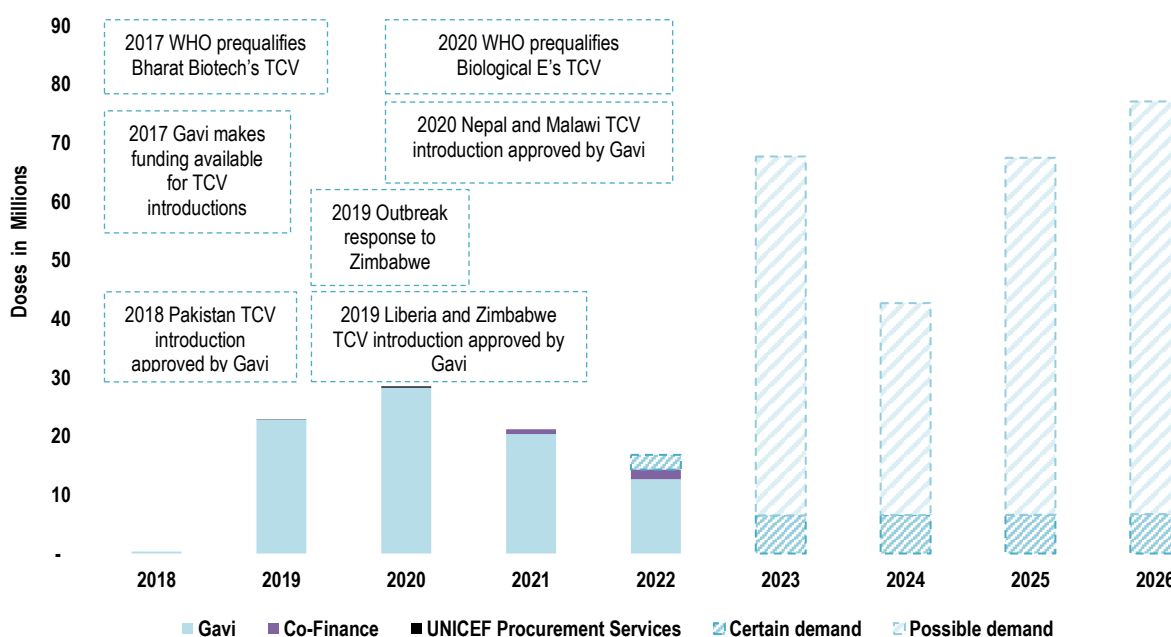 Doses in Millions
90
80
70
60
50
40
30
20
10
-
2017 WHO prequalifies
Bharat Biotech's TCV
2020 WHO prequalifies
Biological E's TCV
2017 Gavi makes
funding available
for TCV
introductions
2020 Nepal and Malawi TCV
introduction approved by Gavi
2019 Outbreak
response to
Zimbabwe
2018 Pakistan TCV
introduction
approved by Gavi
2019 Liberia and Zimbabwe
TCV introduction approved by
Gavi
2018 2019 2020 2021 2022 2023 2024 2025 2026
Gavi Co-Finance UNICEF Procurement Services Certain demand Possible demand